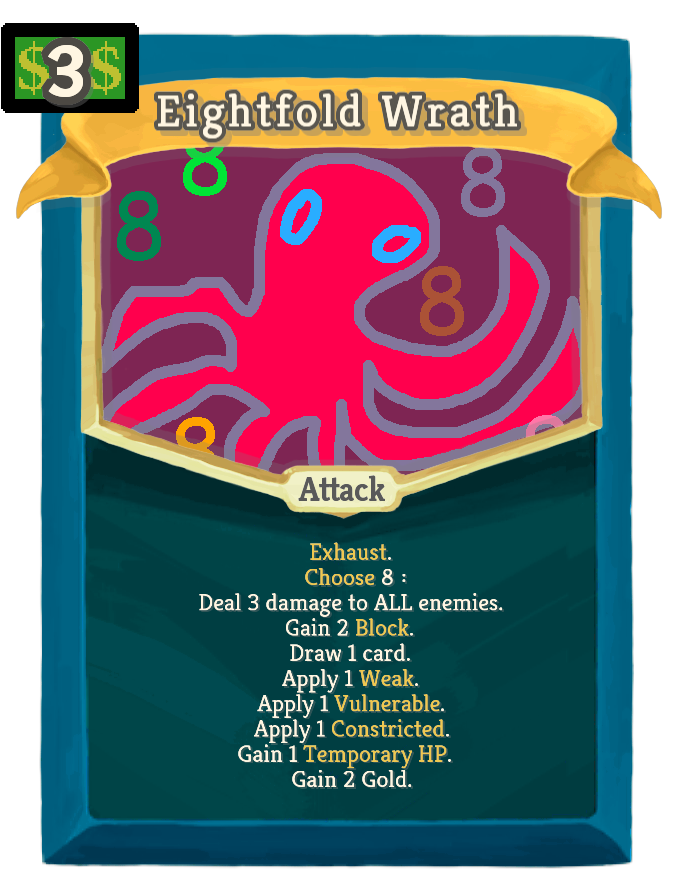 $3$
Eightfold Wrath
8
8
8
8
8
8
Attack
Exhaust.
Choose 8 :
Deal 3 damage to ALL enemies.
Gain 2 Block.
Draw 1 card.
Apply 1 Weak.
Apply 1 Vulnerable.
Apply 1 Constricted.
Gain 1 Temporary HP.
Gain 2 Gold.